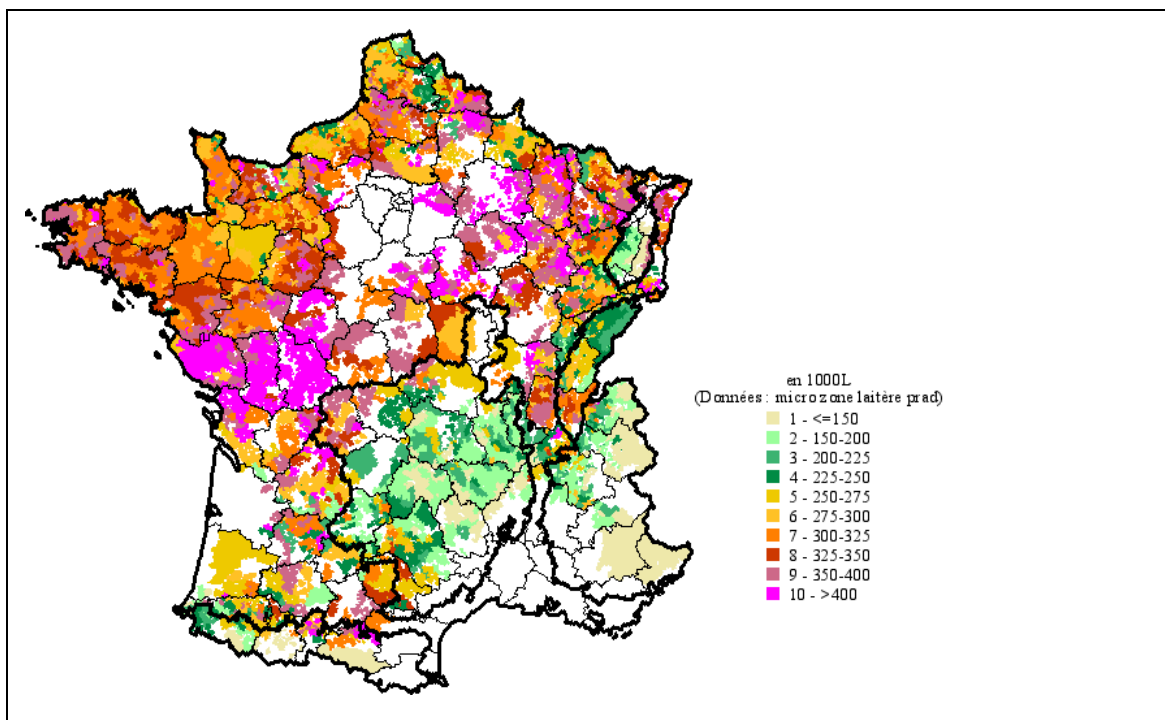 en 1000L
(Données : microzone laitère prad)
1 - <=150
2 - 150-200
3 - 200-225
4 - 225-250
5 - 250-275
6 - 275-300
7 - 300-325
8 - 325-350
9 - 350-400
10 - >400